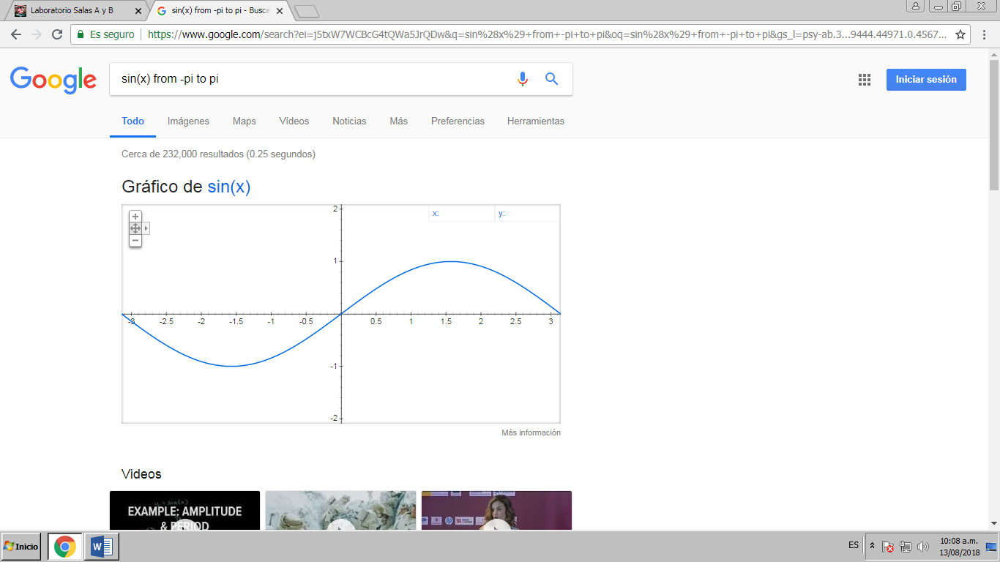 Laboratorio Salas A y B
sin(x) from -pi to pi - Busca
Es seguro
https://www.google.com/search?ei=j5txW7WCBcG4tQWa5JrQDw&q=sin%28x%29+from+-pi+to+pi&oq=sin%28x%29+from+-pi+to+pi&gs_l=psy-ab.3...9444.44971.0.4567...
Google
sin(x) from -pi to pi
Iniciar sesión
Todo Imágenes Maps Vídeos Noticias Más Preferencias Herramientas
Cerca de 232,000 resultados (0.25 segundos)
Gráfico de sin(x)
x: y:
2
1
-3 -2.5 -2 -1.5 -1 -0.5 0.5 1 1.5 2 2.5 3
-1
-2
Más información
Videos
y = sin(x)
EXAMPLE: AMPLITUDE
& PERIOD
Inicio
ES
10:08 a.m.
13/08/2018